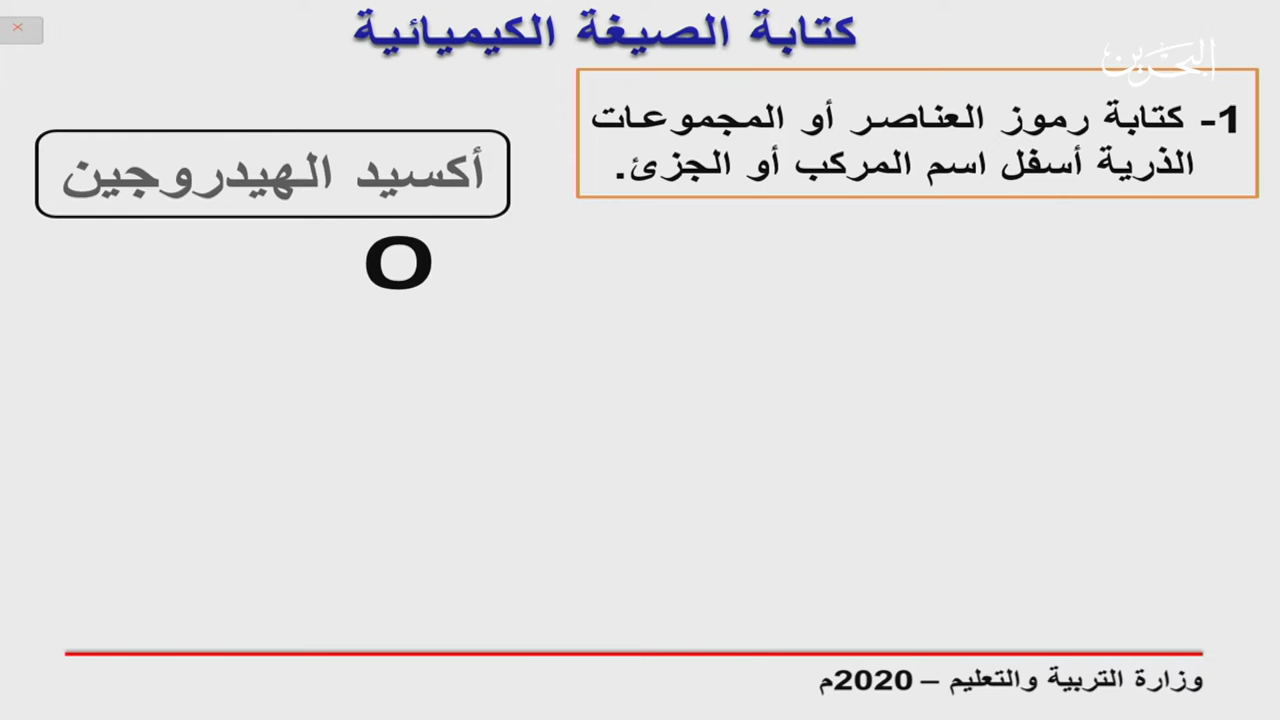 كتابة الصيغة الكيميائية
البحرين
1- كتابة رموز العناصر أو المجموعات
الذرية أسفل اسم المركب أو الجزئ.
أكسيد الهيدروجين
O
وزارة التربية والتعليم – 2020م